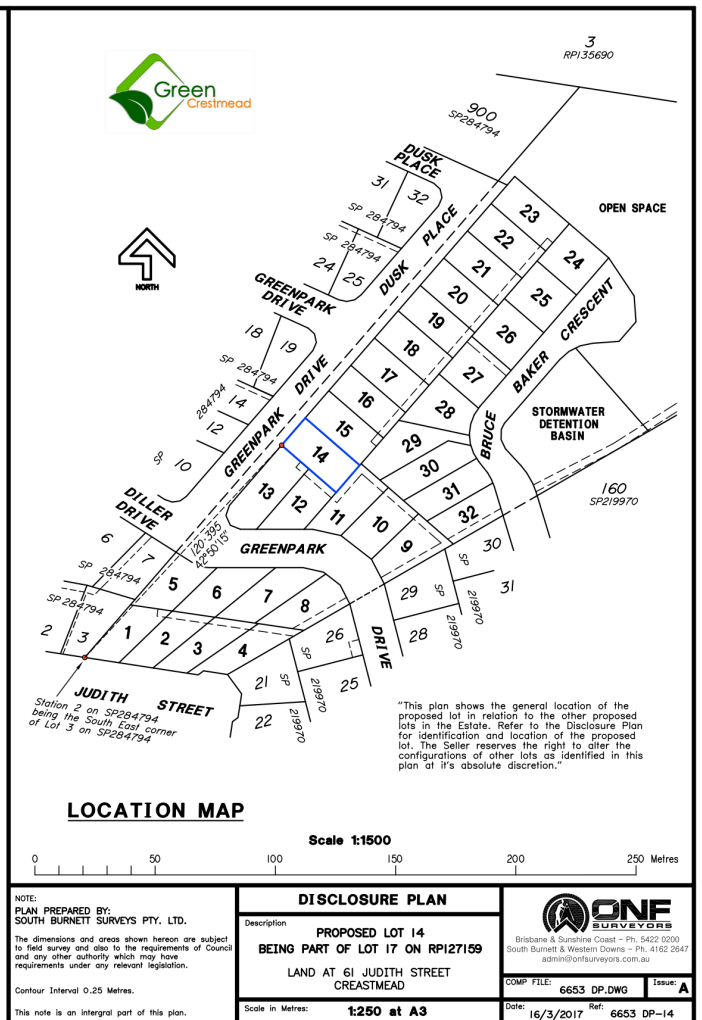 Green
Crestmead
3
RP135690
900
SP284794
DUSK
PLACE
31
32
SP 284794
SP 284794
24
25
DUSK PLACE
OPEN SPACE
NORTH
GREENPARK
DRIVE
18
19
SP 284794
284794
14
12
SP
10
GREENPARK DRIVE
DILLER
DRIVE
23
22
21
20
19
18
17
16
15
14
24
25
26
27
28
29
30
31
32
BRUCE BAKER CRESCENT
STORMWATER
DETENTION
BASIN
160
SP219970
13
12
11
10
9
120·395
42°50'15"
GREENPARK
DRIVE
6
7
SP 284794
SP 284794
2
3
5
6
7
8
1
2
3
4
30
SP
31
219970
29
SP
28
219970
26
SP
25
219970
21
SP
22
219970
JUDITH STREET
Station 2 on SP284794
being the South East corner
of Lot 3 on SP284794
"This plan shows the general location of the
proposed lot in relation to the other proposed
lots in the Estate. Refer to the Disclosure Plan
for identification and location of the proposed
lot. The Seller reserves the right to alter the
configurations of other lots as identified in this
plan at it's absolute discretion."
LOCATION MAP
Scale 1:1500
0 50 100 150 200 250 Metres
NOTE:
PLAN PREPARED BY:
SOUTH BURNETT SURVEYS PTY. LTD.
The dimensions and areas shown hereon are subject
to field survey and also to the requirements of Council
and any other authority which may have
requirements under any relevant legislation.
Contour Interval 0.25 Metres.
This note is an intergral part of this plan.
DISCLOSURE PLAN
Description
PROPOSED LOT 14
BEING PART OF LOT 17 ON RP127159
LAND AT 61 JUDITH STREET
CREASTMEAD
Scale in Metres: 1:250 at A3
ONF
SURVEYORS
Brisbane & Sunshine Coast - Ph. 5422 0200
South Burnett & Western Downs - Ph. 4162 2647
admin@onfsurveyors.com.au
COMP FILE: 6653 DP.DWG
Issue: A
Date: 16/3/2017
Ref: 6653 DP-14